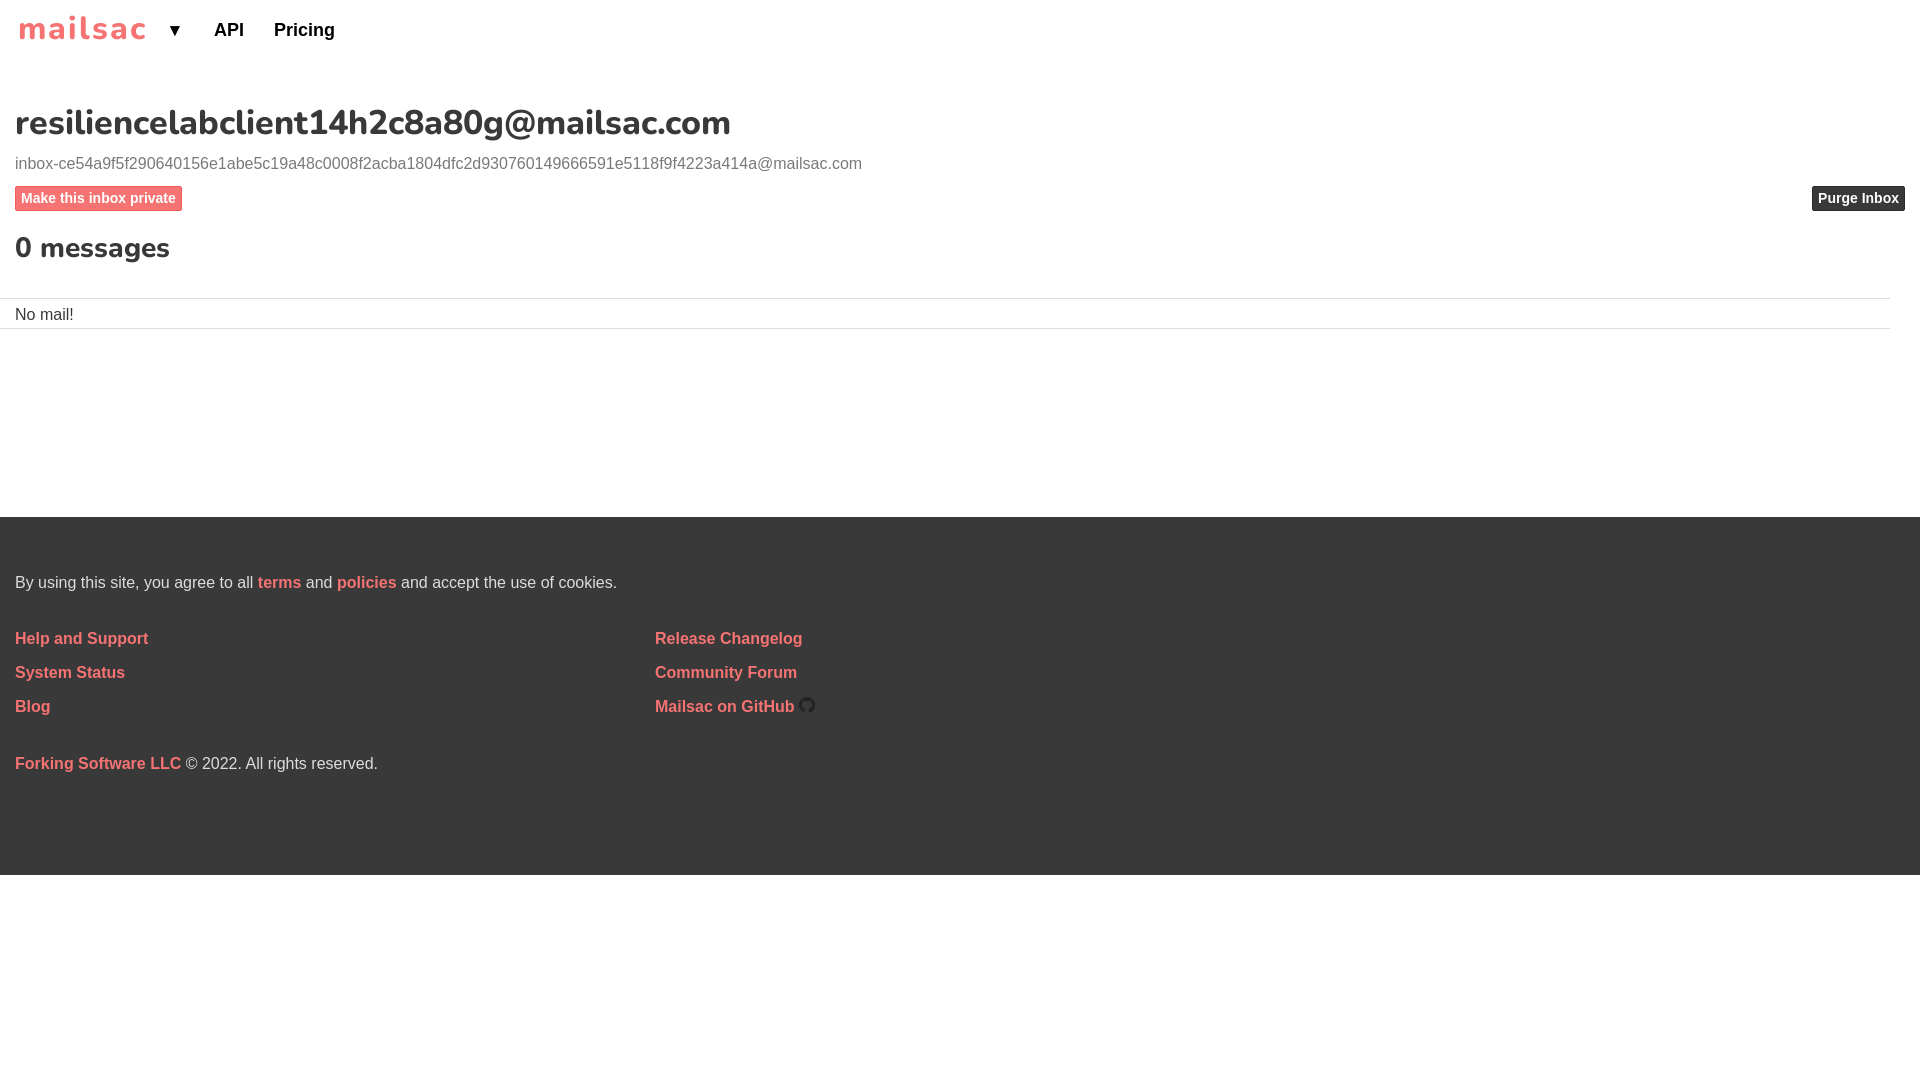 mailsac ▼ API Pricing
resiliencelabclient14h2c8a80g@mailsac.com
inbox-ce54a9f5f290640156e1abe5c19a48c0008f2acba1804dfc2d930760149666591e5118f9f4223a414a@mailsac.com
Make this inbox private Purge Inbox
0 messages
No mail!
By using this site, you agree to all terms and policies and accept the use of cookies.
Help and Support Release Changelog
System Status Community Forum
Blog Mailsac on GitHub
Forking Software LLC © 2022. All rights reserved.